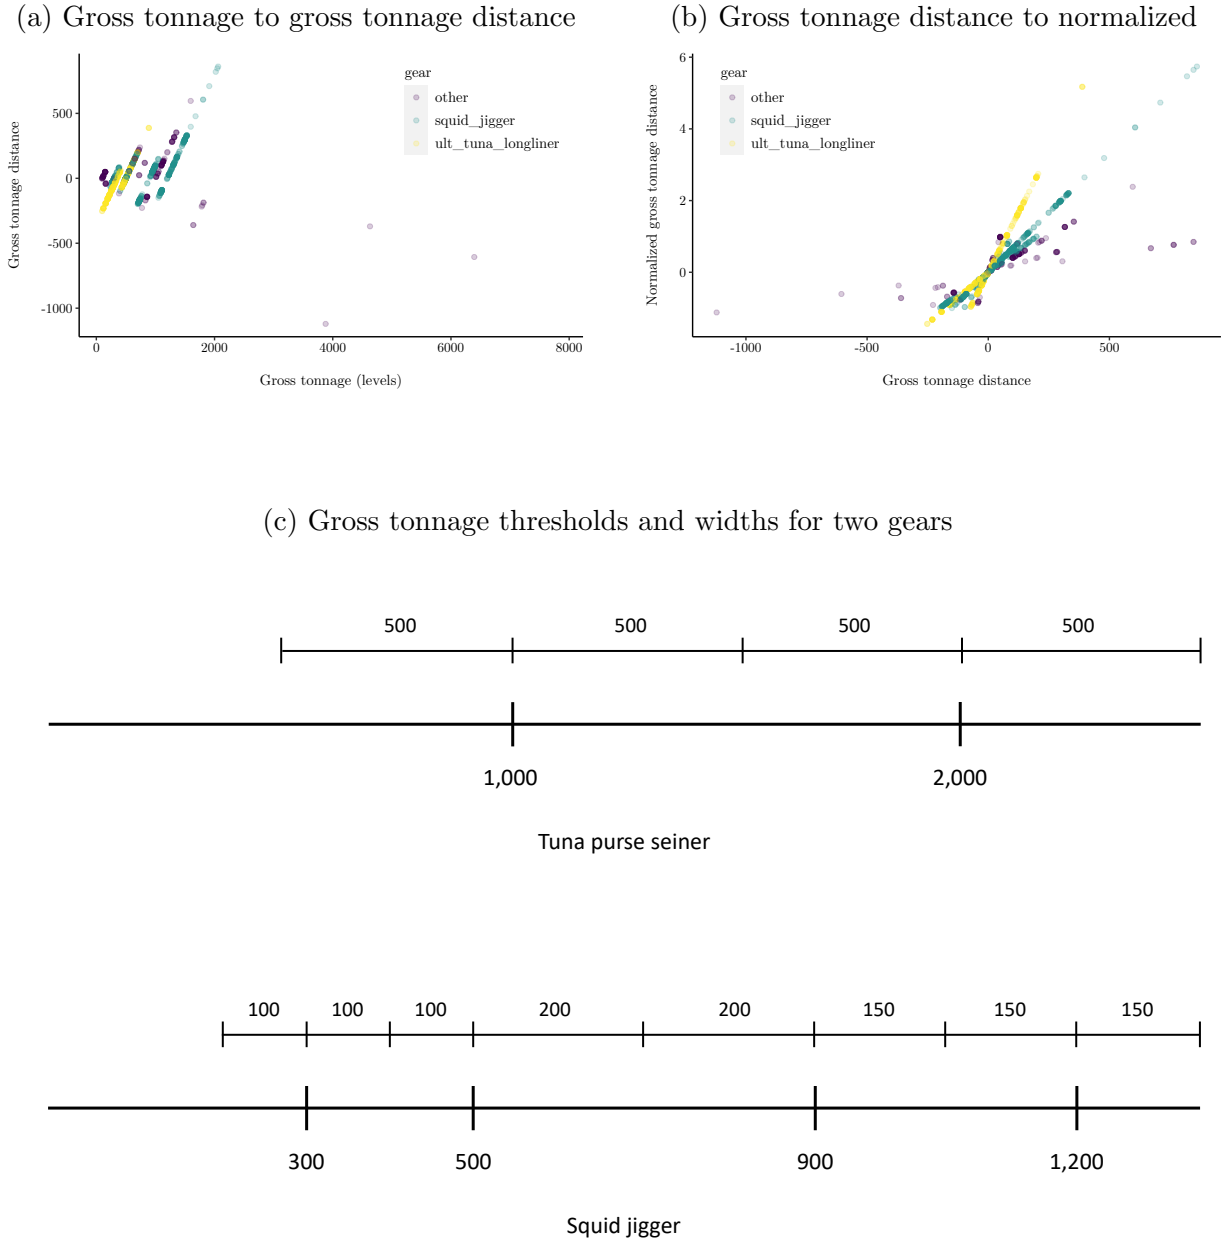 (a) Gross tonnage to gross tonnage distance
Gross tonnage distance
500
0
-500
-1000
0
2000
4000
6000
8000
Gross tonnage (levels)
gear
other
squid_jigger
ult_tuna_longliner
(b) Gross tonnage distance to normalized
Normalized gross tonnage distance
6
4
2
0
-1000
-500
0
500
Gross tonnage distance
gear
other
squid_jigger
ult_tuna_longliner
(c) Gross tonnage thresholds and widths for two gears
500 500 500 500
1,000 2,000
Tuna purse seiner
100 100 100 200 200 150 150 150
300 500 900 1,200
Squid jigger